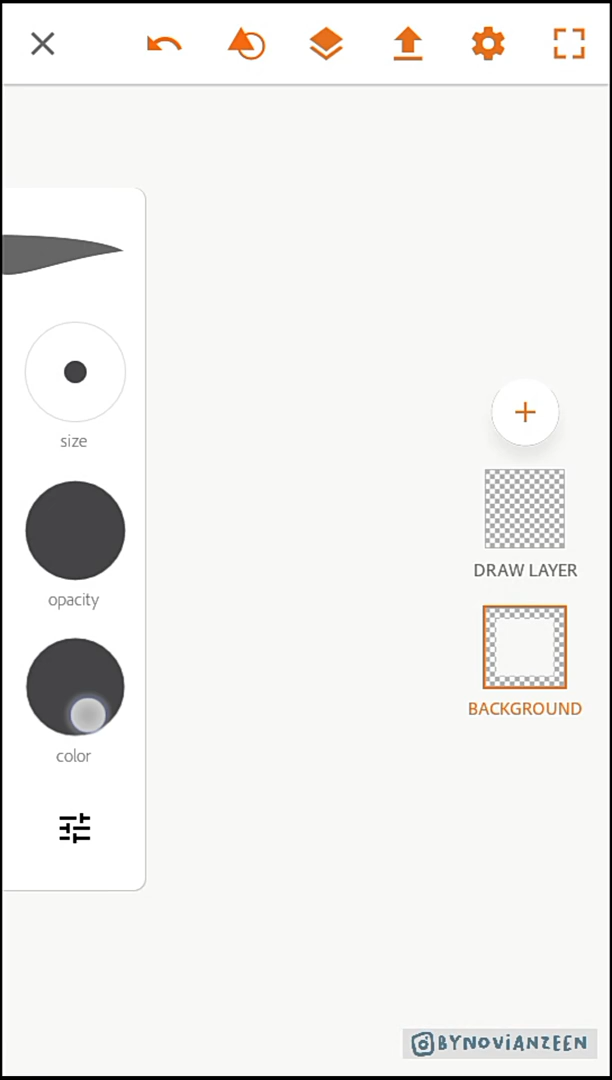 size
opacity
color
DRAW LAYER
BACKGROUND
@BYNOVIANZEEN